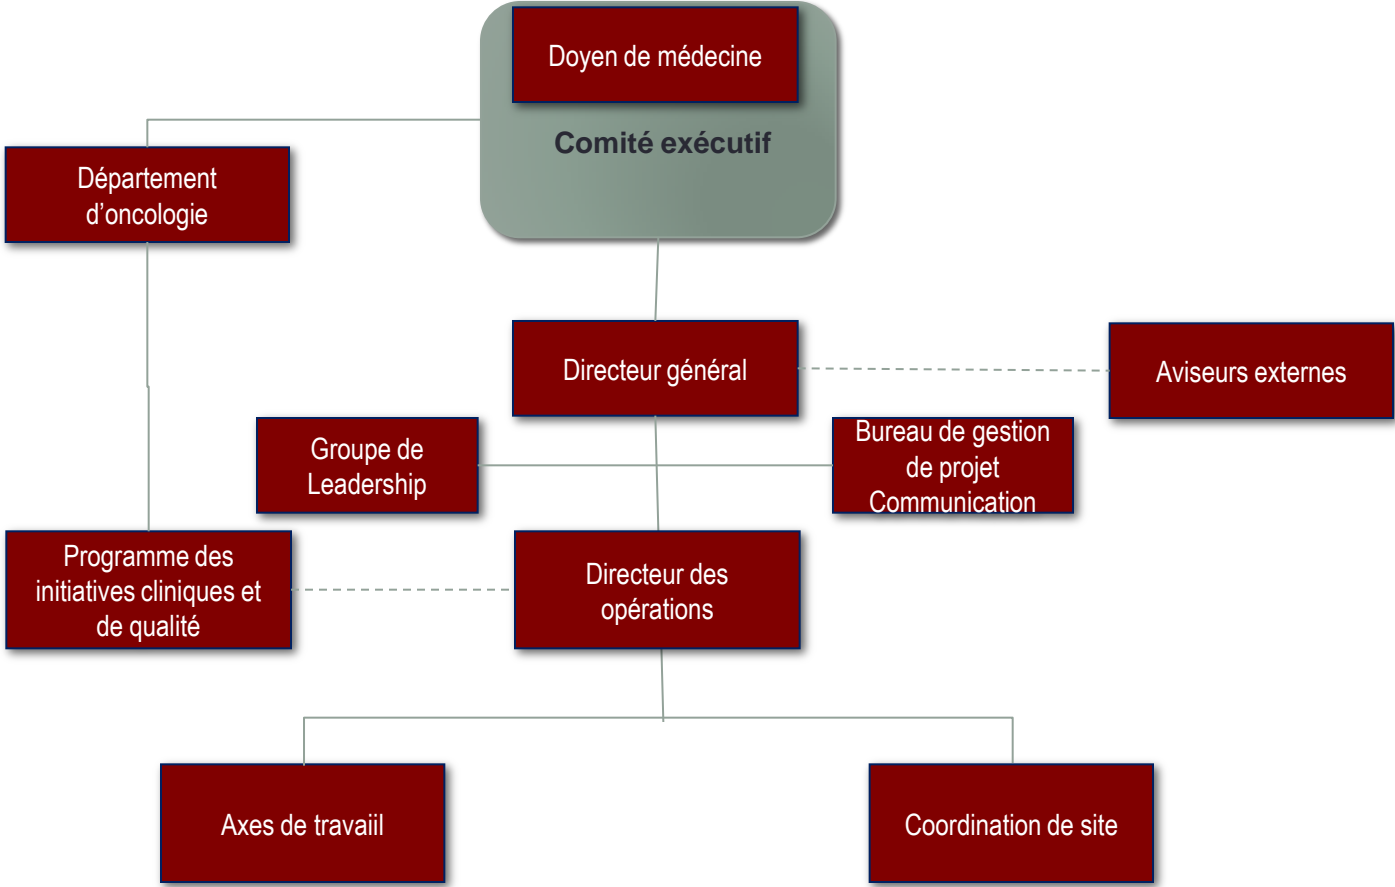 Doyen de médecine
Comité exécutif
Département
d’oncologie
Directeur général
Aviseurs externes
Groupe de
Leadership
Bureau de gestion
de projet
Communication
Programme des
initiatives cliniques et
de qualité
Directeur des
opérations
Axes de travaiil
Coordination de site